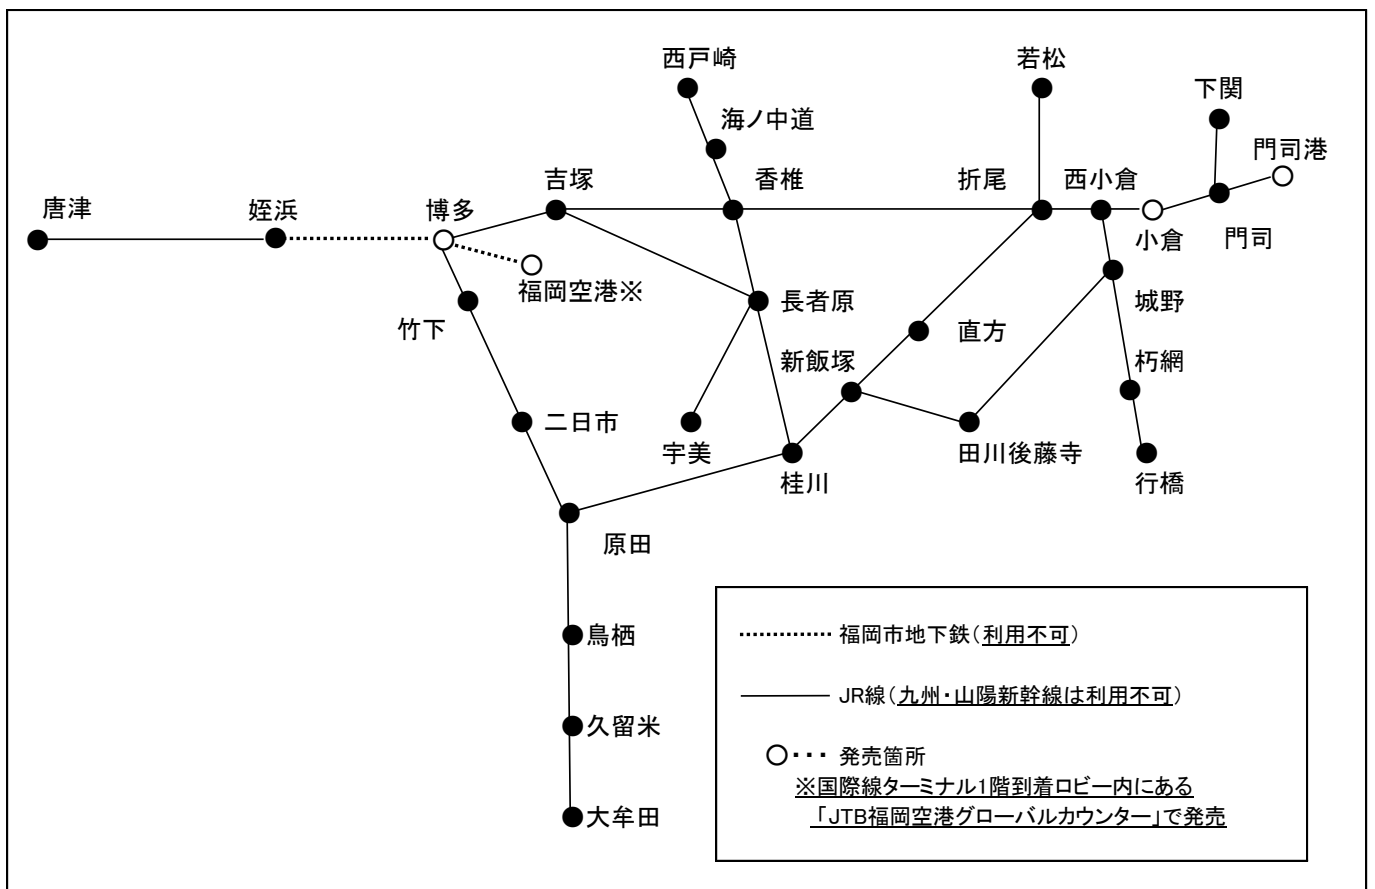 西戸崎
若松
下関
海ノ中道
門司港
吉塚
香椎
折尾
西小倉
唐津
姪浜
博多
小倉
門司
福岡空港※
長者原
城野
竹下
直方
新飯塚
朽網
二日市
宇美
田川後藤寺
桂川
行橋
原田
鳥栖
久留米
大牟田
福岡市地下鉄(利用不可)
JR線(九州・山陽新幹線は利用不可)
・・・ 発売箇所
※国際線ターミナル1階到着ロビー内にある
「JTB福岡空港グローバルカウンター」で発売